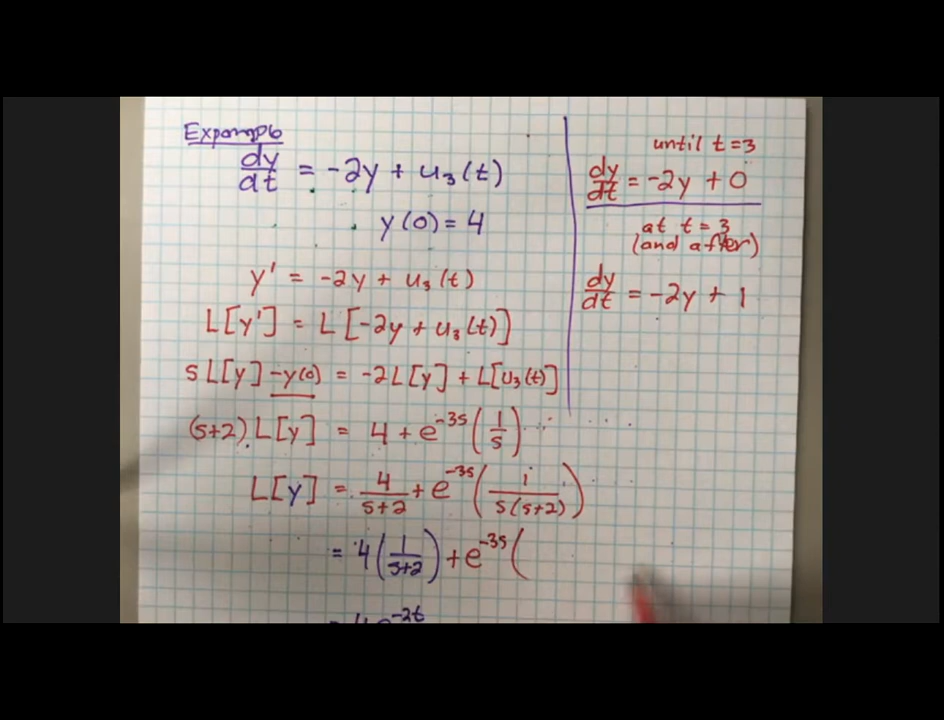 Example
dy/dt = -2y + u₃(t)
y(0) = 4
y' = -2y + u₃(t)
L[y'] = L[-2y + u₃(t)]
sL[y] - y(0) = -2L[y] + L[u₃(t)]
(s+2) L[y] = 4 + e^-3s (1/s)
L[y] = 4/(s+2) + e^-3s (1/(s(s+2)))
= 4(1/(s+2)) + e^-3s (
= 4e^-2t
until t=3
dy/dt = -2y + 0
at t = 3
(and after)
dy/dt = -2y + 1